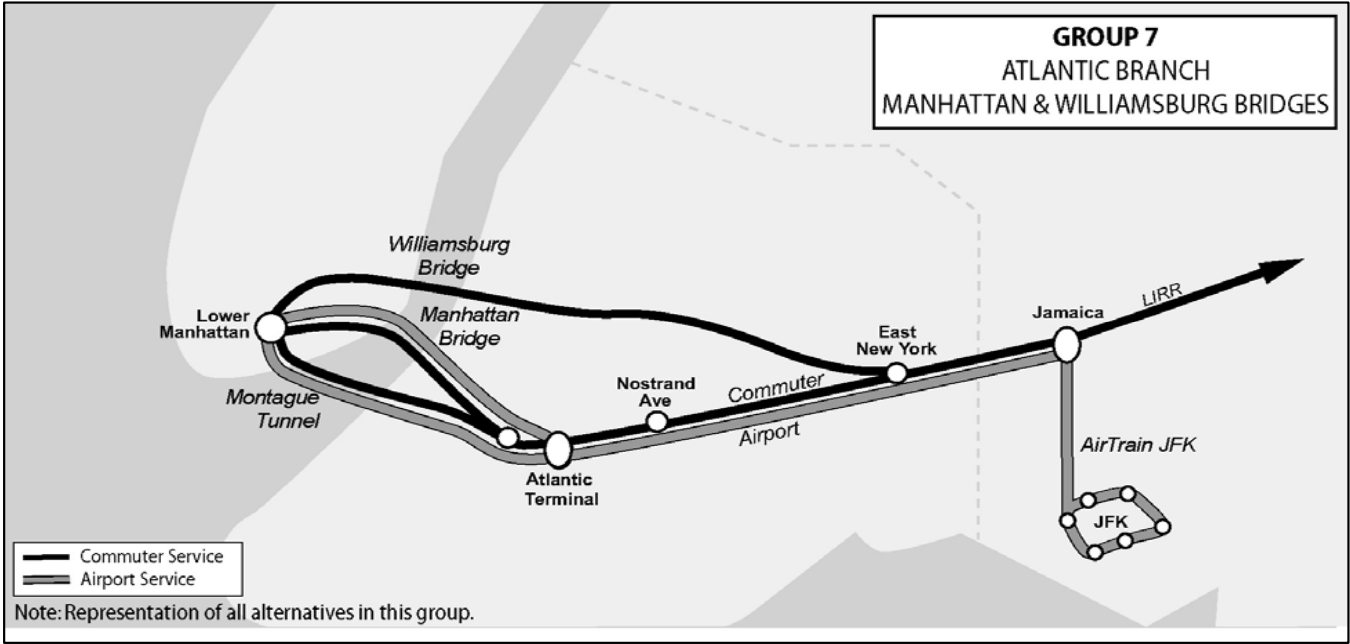 GROUP 7
ATLANTIC BRANCH
MANHATTAN & WILLIAMSBURG BRIDGES
Williamsburg
Bridge
Lower
Manhattan
Manhattan
Bridge
Montague
Tunnel
Atlantic
Terminal
Nostrand
Ave
Commuter
Airport
East
New York
Jamaica
LIRR
AirTrain JFK
JFK
Commuter Service
Airport Service
Note: Representation of all alternatives in this group.